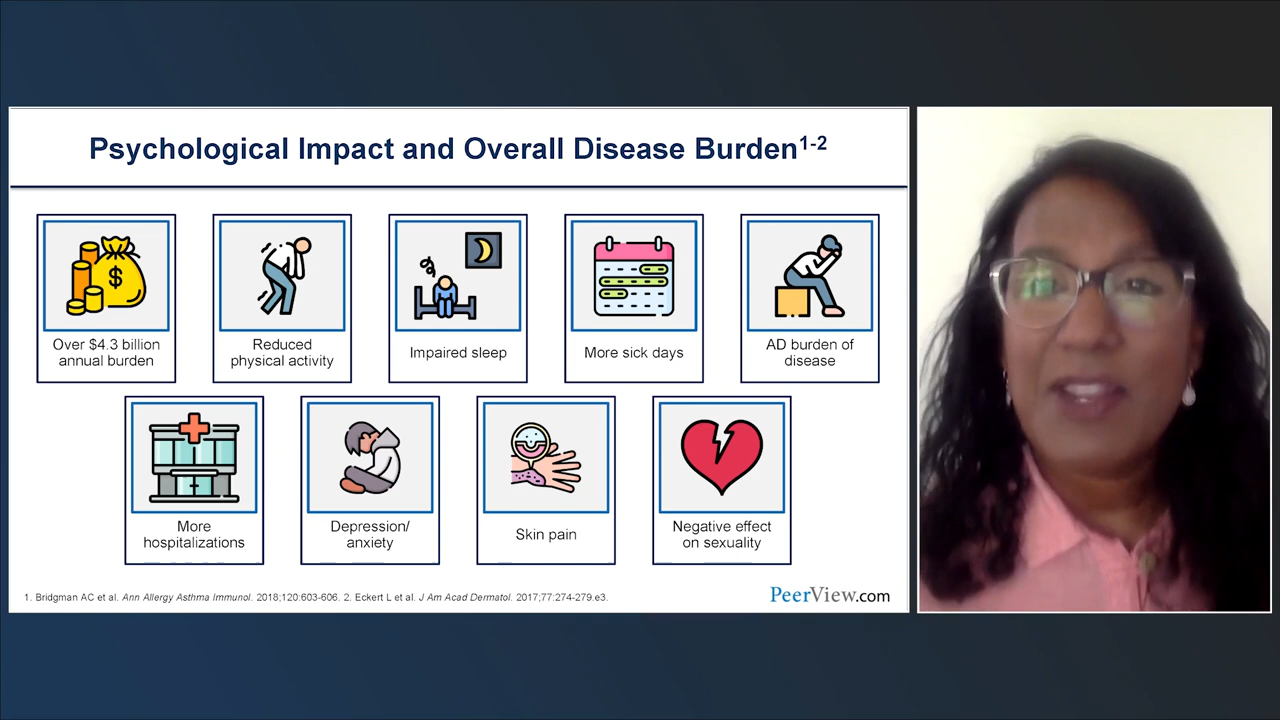 Psychological Impact and Overall Disease Burden1-2
$
Over $4.3 billion
annual burden
Reduced
physical activity
Impaired sleep
More sick days
AD burden of
disease
More
hospitalizations
Depression/
anxiety
Skin pain
Negative effect
on sexuality
1. Bridgman AC et al. Ann Allergy Asthma Immunol. 2018;120:603-606. 2. Eckert L et al. J Am Acad Dermatol. 2017;77:274-279.e3.
PeerView.com